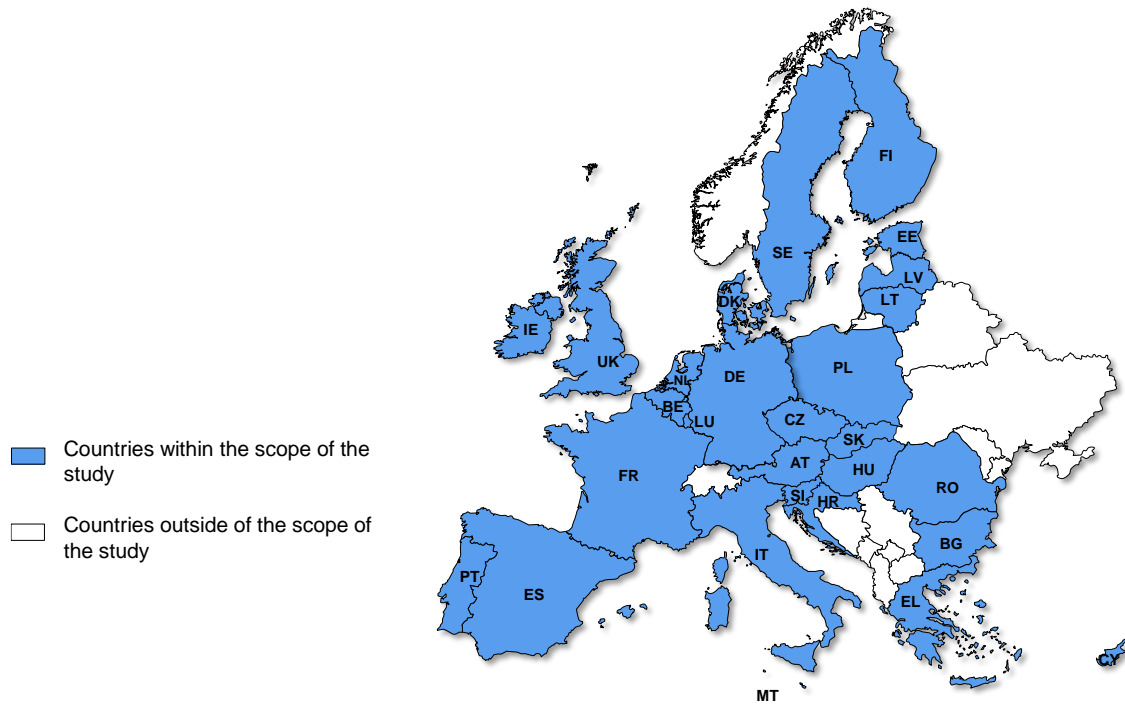 FI
SE
EE
LV
LT
DK
IE
UK
NL
DE
PL
BE
LU
CZ
SK
AT
HU
FR
SI
HR
RO
BG
IT
PT
ES
EL
CY
MT
Countries within the scope of the
study
Countries outside of the scope of
the study